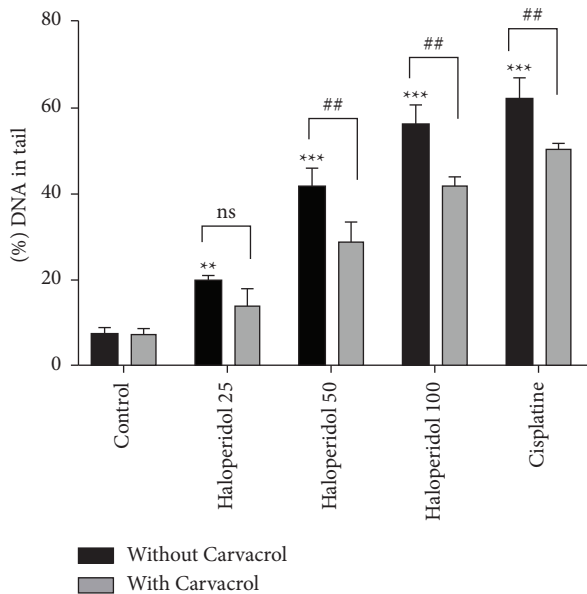 (%) DNA in tail
80
60
40
20
0
**
ns
***
##
***
##
***
##
Control
Haloperidol 25
Haloperidol 50
Haloperidol 100
Cisplatine
Without Carvacrol
With Carvacrol